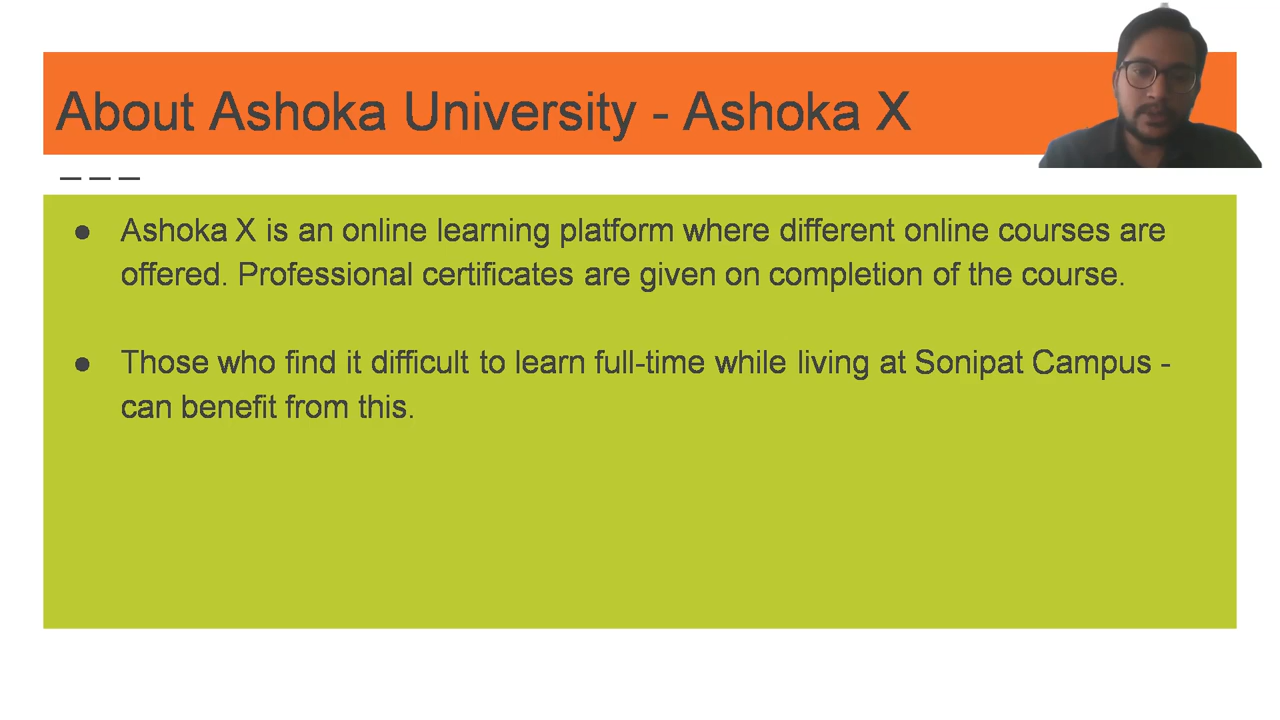 About Ashoka University - Ashoka X
● Ashoka X is an online learning platform where different online courses are
offered. Professional certificates are given on completion of the course.
● Those who find it difficult to learn full-time while living at Sonipat Campus -
can benefit from this.